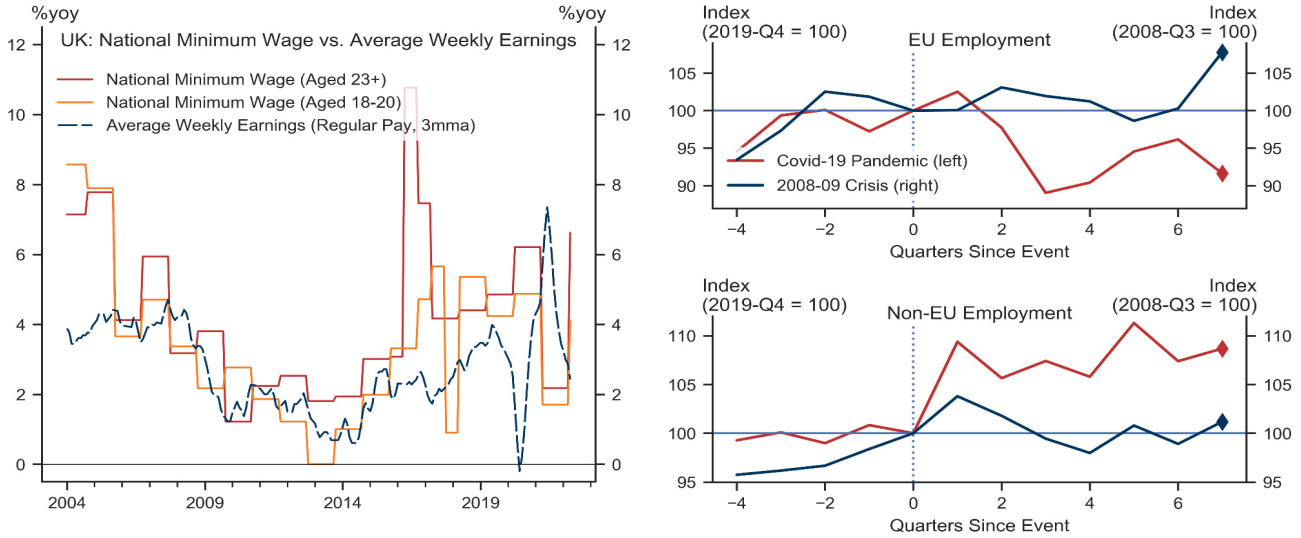 %yoy
%yoy
UK: National Minimum Wage vs. Average Weekly Earnings
National Minimum Wage (Aged 23+)
National Minimum Wage (Aged 18-20)
Average Weekly Earnings (Regular Pay, 3mma)
12
10
8
6
4
2
0
12
10
8
6
4
2
0
2004
2009
2014
2019
Index
(2019-Q4 = 100)
EU Employment
Index
(2008-Q3 = 100)
105
100
95
90
105
100
95
90
Covid-19 Pandemic (left)
2008-09 Crisis (right)
−4
−2
0
2
4
6
Quarters Since Event
Index
(2019-Q4 = 100)
Non-EU Employment
Index
(2008-Q3 = 100)
110
105
100
95
110
105
100
95
−4
−2
0
2
4
6
Quarters Since Event